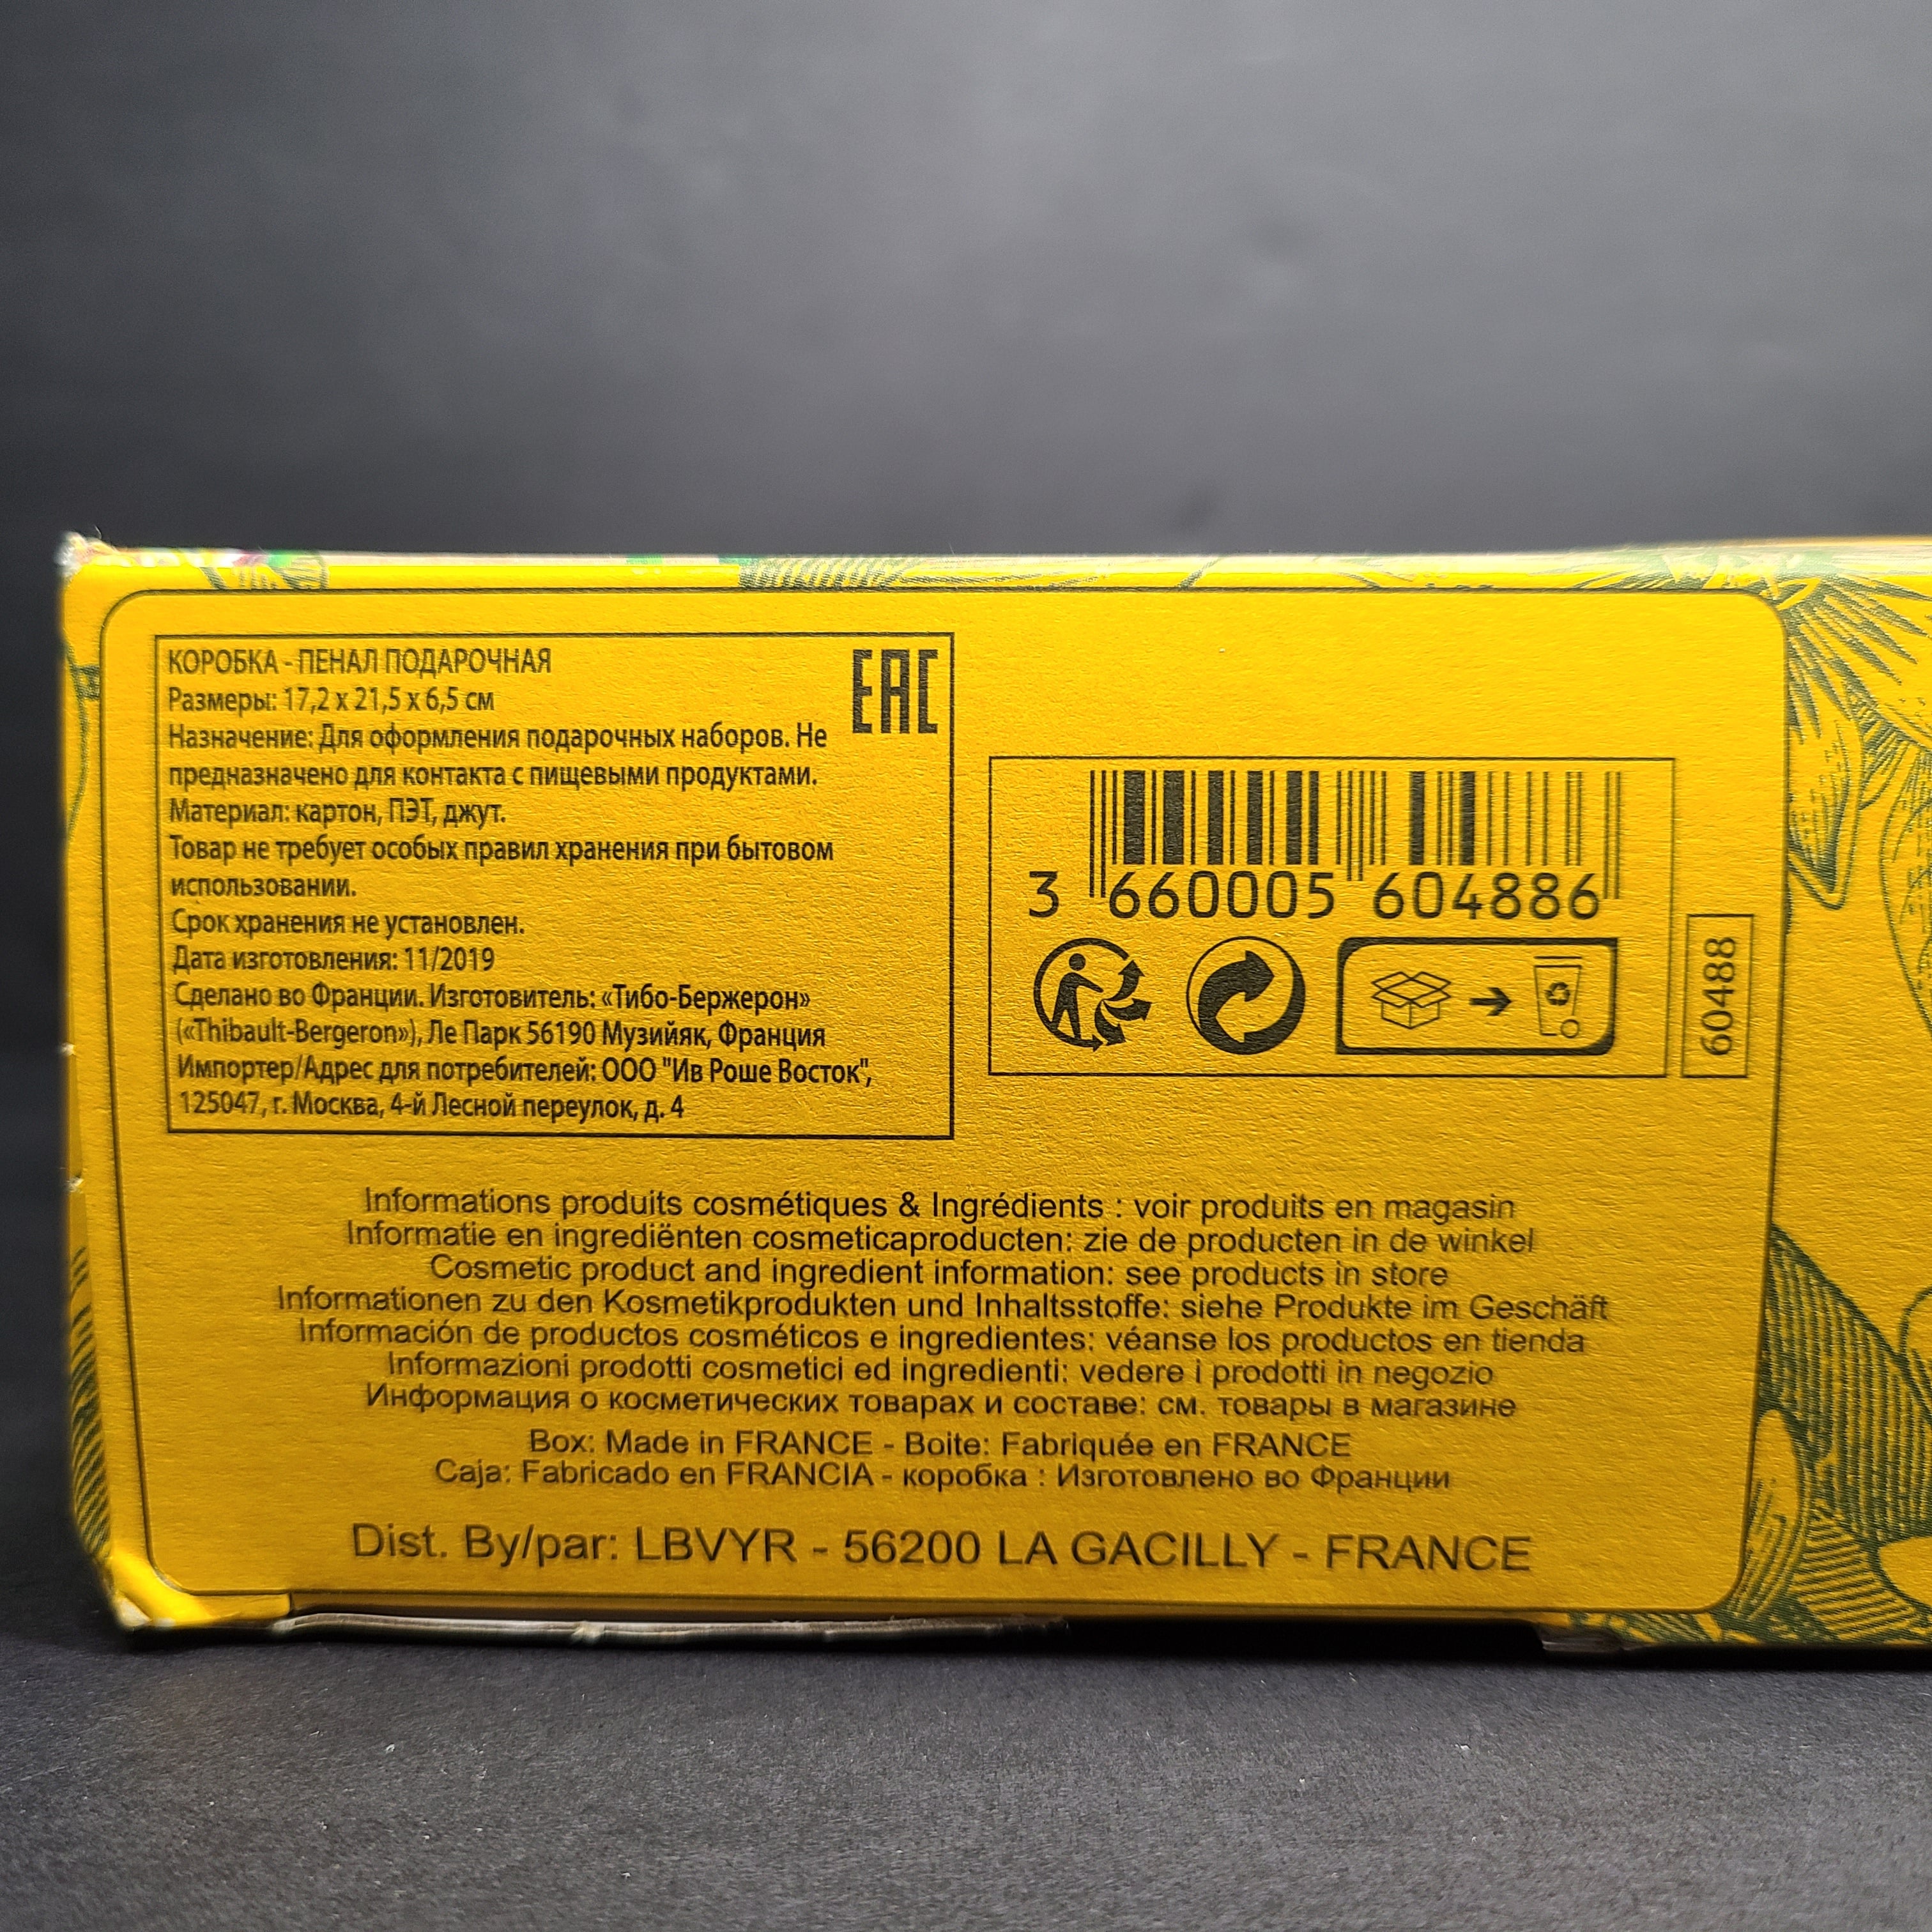 КОРОБКА - ПЕНАЛ ПОДАРОЧНАЯ
Размеры: 17,2 х 21,5 х 6,5 см
Назначение: Для оформления подарочных наборов. Не
предназначено для контакта с пищевыми продуктами.
Материал: картон, ПЭТ, джут.
Товар не требует особых правил хранения при бытовом
использовании.
Срок хранения не установлен.
Дата изготовления: 11/2019
Сделано во Франции. Изготовитель: «Тибо-Бержерон»
(«Thibault-Bergeron»), Ле Парк 56190 Музийяк, Франция
Импортер/Адрес для потребителей: ООО "Ив Роше Восток",
125047, г. Москва, 4-й Лесной переулок, д. 4
EAC
3 660005 604886
60488
Informations produits cosmétiques & Ingrédients : voir produits en magasin
Informatie en ingrediënten cosmeticaproducten: zie de producten in de winkel
Cosmetic product and ingredient information: see products in store
Informationen zu den Kosmetikprodukten und Inhaltsstoffe: siehe Produkte im Geschäft
Información de productos cosméticos e ingredientes: véanse los productos en tienda
Informazioni prodotti cosmetici ed ingredienti: vedere i prodotti in negozio
Информация о косметических товарах и составе: см. товары в магазине
Box: Made in FRANCE - Boite: Fabriquée en FRANCE
Caja: Fabricado en FRANCIA - коробка : Изготовлено во Франции
Dist. By/par: LBVYR - 56200 LA GACILLY - FRANCE